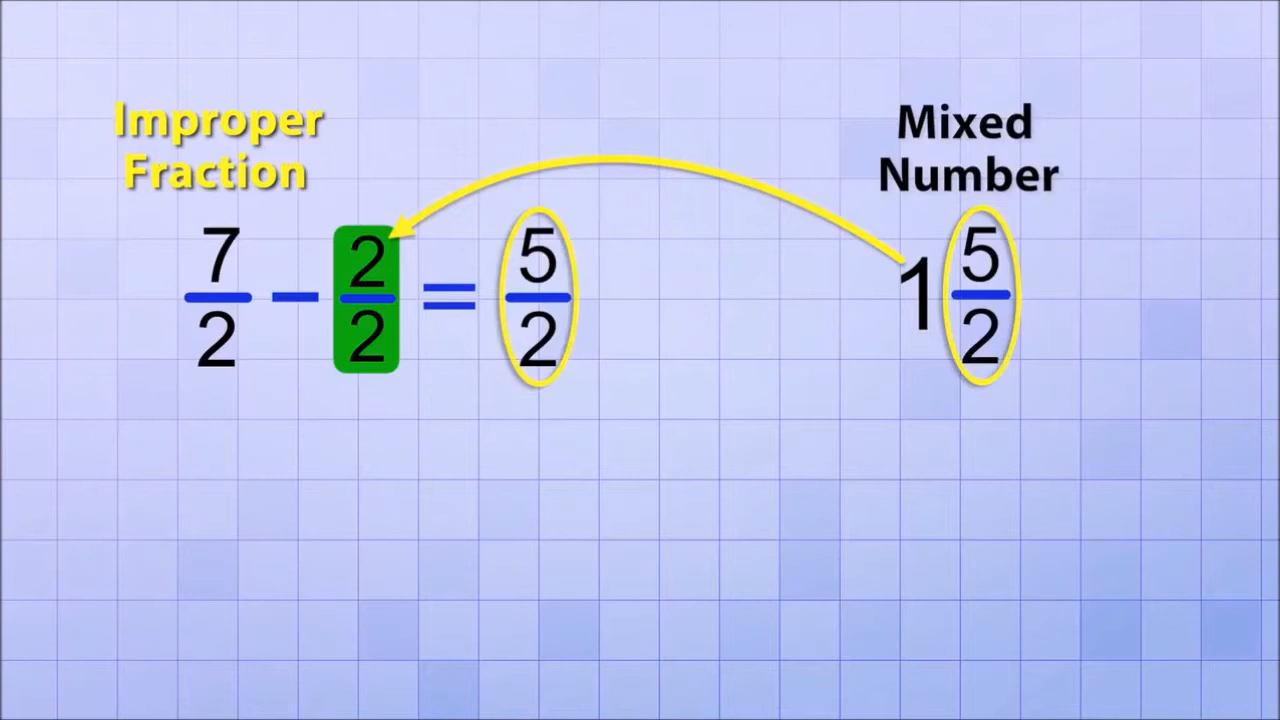 Improper
Fraction
7/2 - 2/2 = 5/2
Mixed
Number
1 5/2